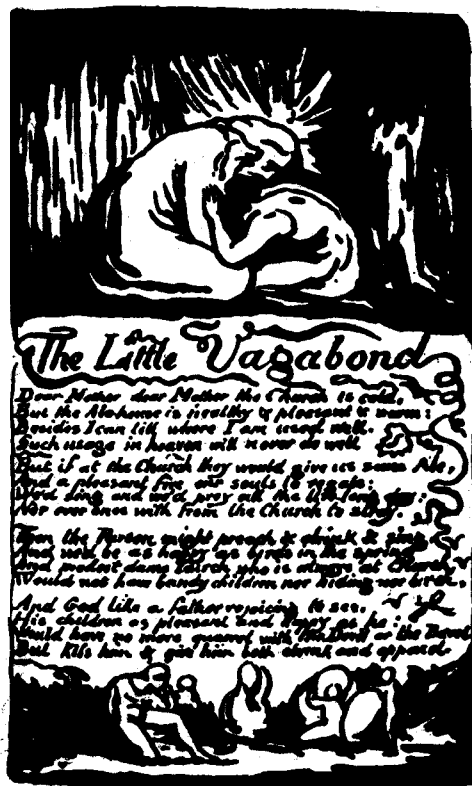 The Little Vagabond
Dear Mother dear Mother the Church is cold.
But the Alehouse is healthy & pleasant & warm:
Besides I can tell where I am used well.
Such usage in heaven will never do well
But if at the Church they would give us some Ale,
And a pleasant fire our souls to regale:
We'd sing and we'd pray all the live long day:
Nor ever once wish from the Church to stray.
Then the Parson might preach & drink & sing
And we'd be as happy as birds in the spring
And modest dame Lurch who is always at Church
Would not have bandy children nor fasting nor birch.
And God like a father rejoicing to see.
His children as pleasant and happy as he:
Would have no more quarrel with the Devil or the Barrel
But kiss him & give him both drink and apparel